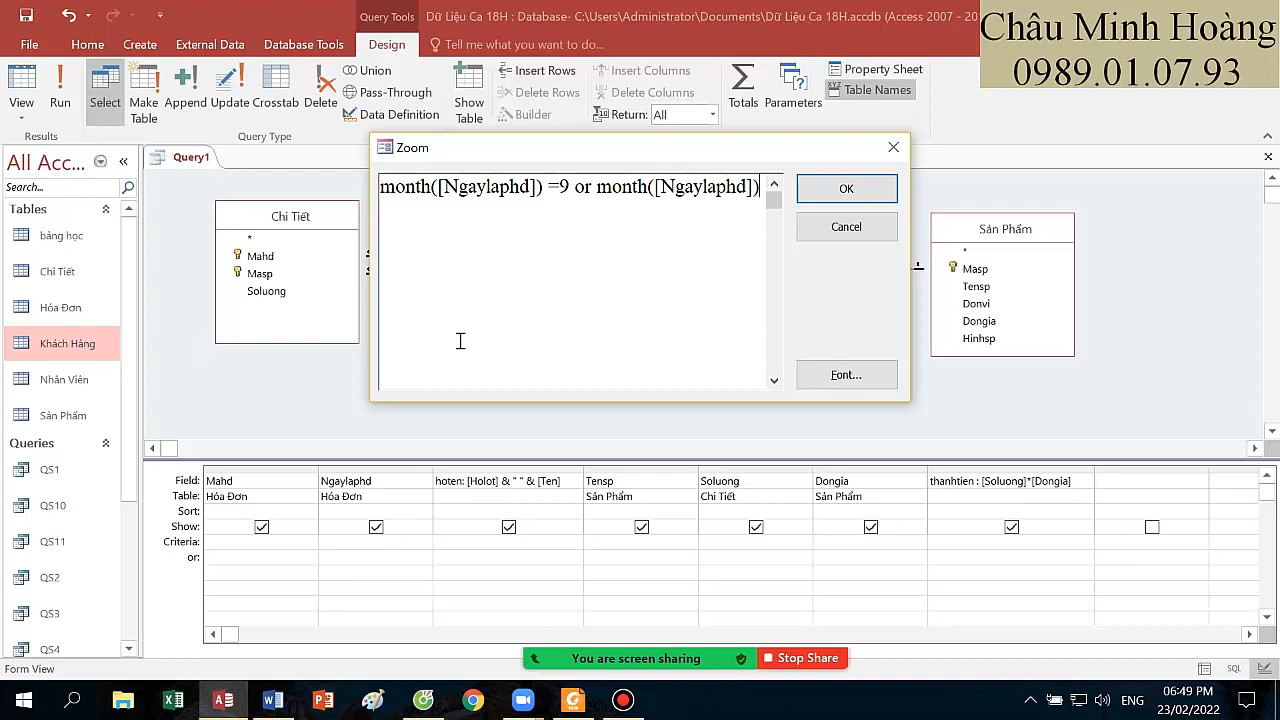 Query Tools
Dữ Liệu Ca 18H : Database- C:\Users\Administrator\Documents\Dữ Liệu Ca 18H.accdb (Access 2007 - 20
Châu Minh Hoàng
0989.01.07.93
File
Home
Create
External Data
Database Tools
Design
Tell me what you want to do...
View
Run
Select
Make Table
Append
Update
Crosstab
Delete
Union
Pass-Through
Data Definition
Show Table
Insert Rows
Delete Rows
Builder
Insert Columns
Delete Columns
Return: All
Totals
Parameters
Property Sheet
Table Names
Results
Query Type
All Acc...
Search...
Tables
bảng học
Chi Tiết
Hóa Đơn
Khách Hàng
Nhân Viên
Sản Phẩm
Queries
QS1
QS10
QS11
QS2
QS3
QS4
Query1
Chi Tiết
*
Mahd
Masp
Soluong
Zoom
month([Ngaylaphd]) =9 or month([Ngaylaphd])
OK
Cancel
Font...
Sản Phẩm
*
Masp
Tensp
Donvi
Dongia
Hinhsp
Field: Mahd Ngaylaphd hoten: [Holot] & " " & [Ten] Tensp Soluong Dongia thanhtien : [Soluong]*[Dongia]
Table: Hóa Đơn Hóa Đơn Sản Phẩm Chi Tiết Sản Phẩm
Sort:
Show:
Criteria:
or:
You are screen sharing
Stop Share
Form View
SQL
ENG
06:49 PM
23/02/2022